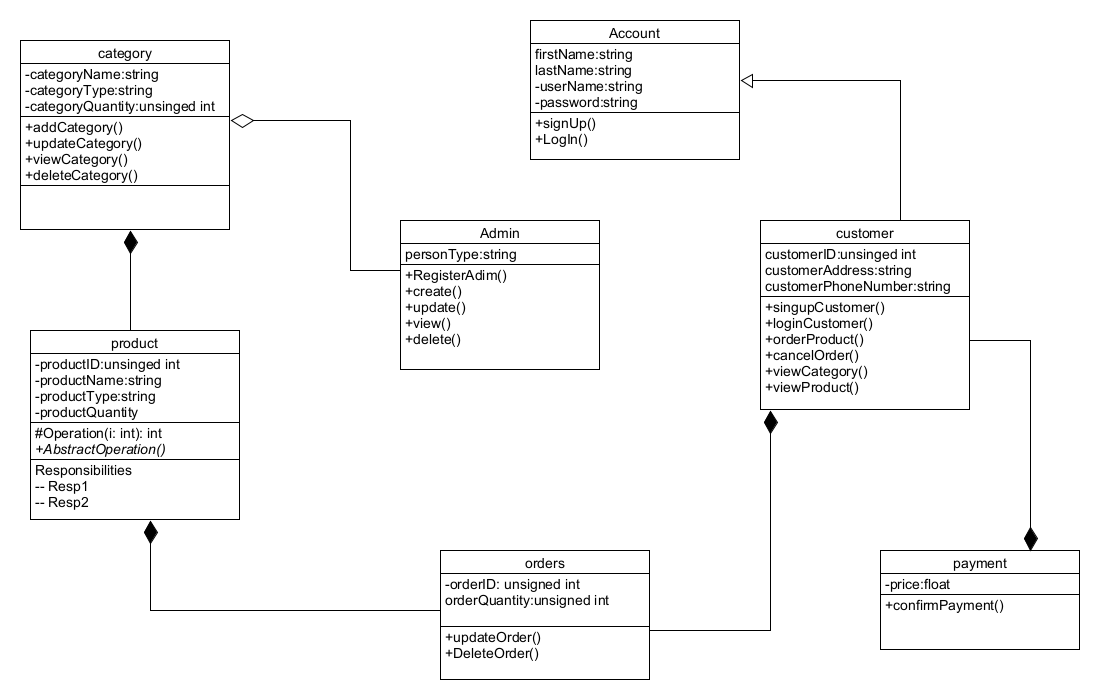 category
-categoryName:string
-categoryType:string
-categoryQuantity:unsinged int
+addCategory()
+updateCategory()
+viewCategory()
+deleteCategory()
Account
firstName:string
lastName:string
-userName:string
-password:string
+signUp()
+LogIn()
Admin
personType:string
+RegisterAdim()
+create()
+update()
+view()
+delete()
customer
customerID:unsinged int
customerAddress:string
customerPhoneNumber:string
+singupCustomer()
+loginCustomer()
+orderProduct()
+cancelOrder()
+viewCategory()
+viewProduct()
product
-productID:unsinged int
-productName:string
-productType:string
-productQuantity
#Operation(i: int): int
+AbstractOperation()
Responsibilities
-- Resp1
-- Resp2
orders
-orderID: unsigned int
orderQuantity:unsigned int
+updateOrder()
+DeleteOrder()
payment
-price:float
+confirmPayment()